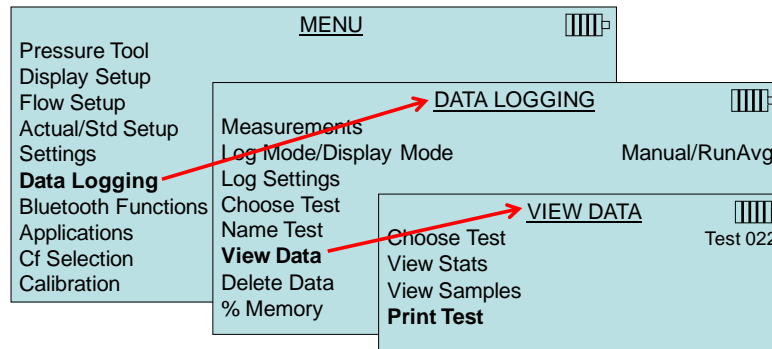 MENU
Pressure Tool
Display Setup
Flow Setup
Actual/Std Setup
Settings
Data Logging
Bluetooth Functions
Applications
Cf Selection
Calibration
DATA LOGGING
Measurements
Log Mode/Display Mode Manual/RunAvg
Log Settings
Choose Test
Name Test
View Data
Delete Data
% Memory
VIEW DATA
Choose Test Test 022
View Stats
View Samples
Print Test